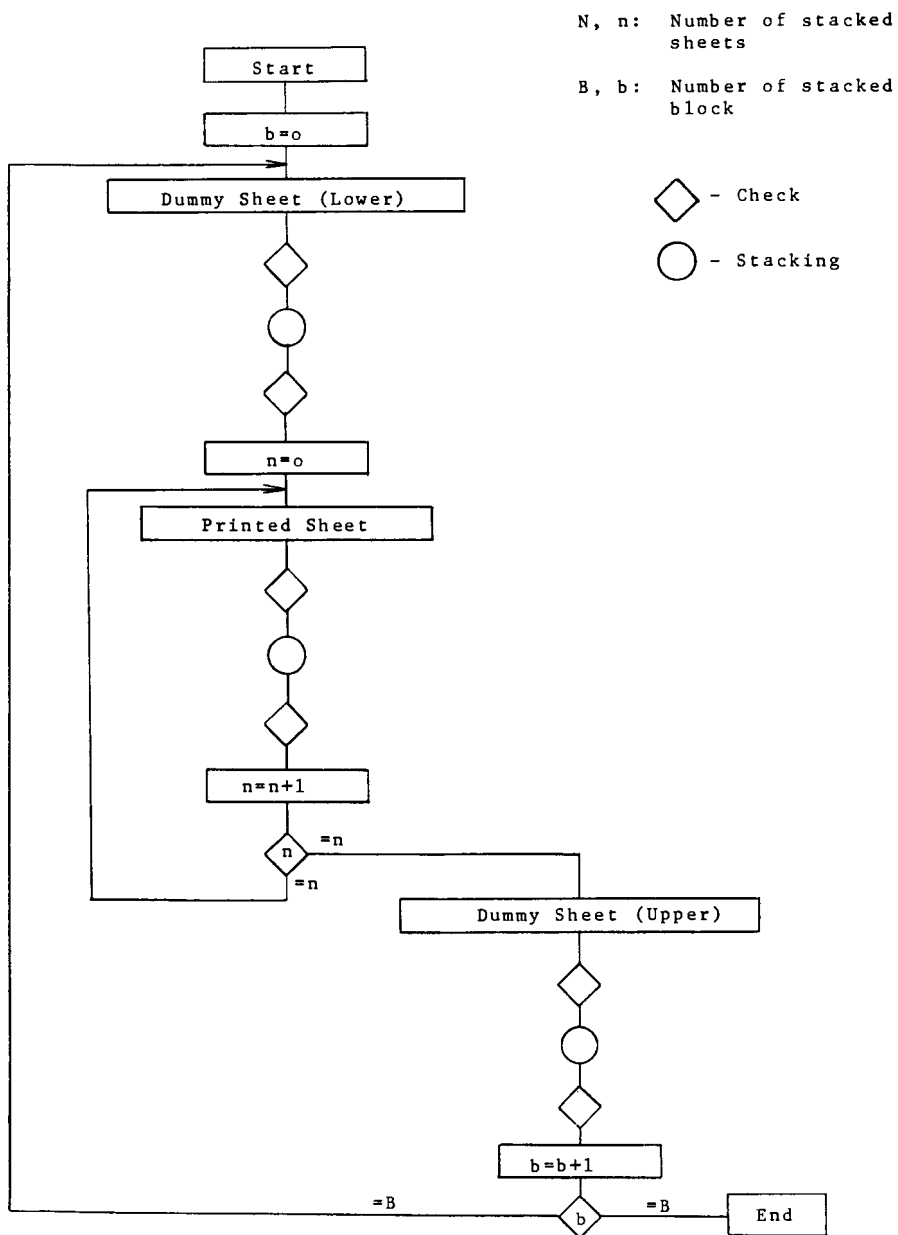 N, n: Number of stacked
sheets
B, b: Number of stacked
block
- Check
- Stacking
Start
b=o
Dummy Sheet (Lower)
n=o
Printed Sheet
n=n+1
n
=n
=n
Dummy Sheet (Upper)
b=b+1
=B
b
=B
End